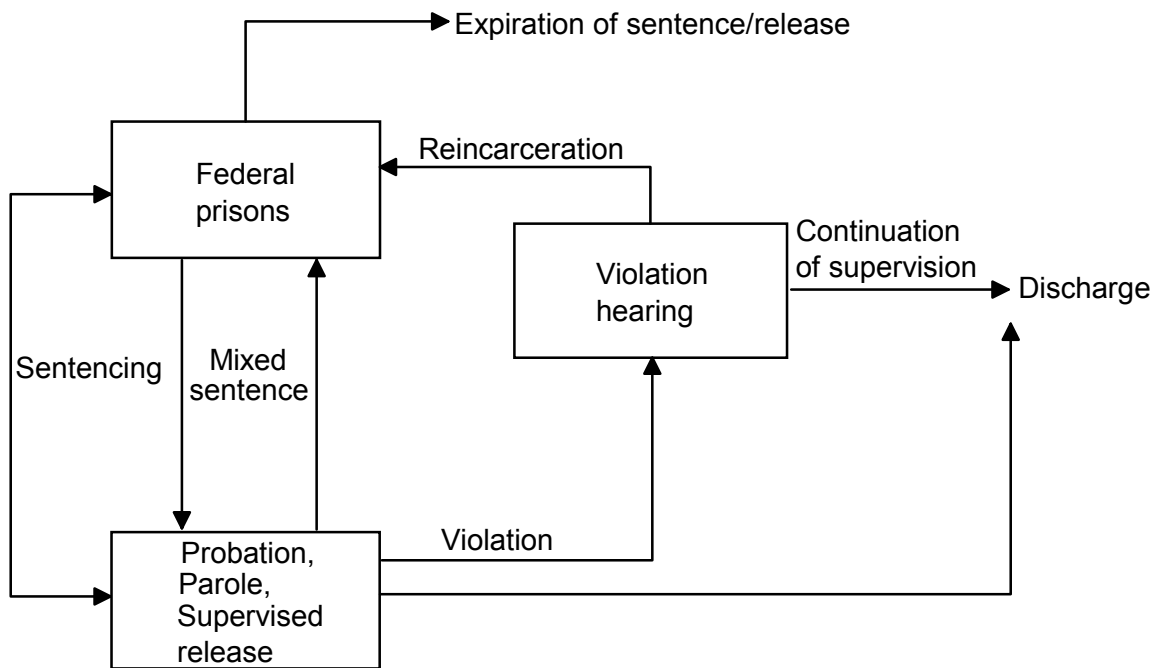 Expiration of sentence/release
Federal
prisons
Reincarceration
Violation
hearing
Continuation
of supervision
Discharge
Sentencing
Mixed
sentence
Violation
Probation,
Parole,
Supervised
release